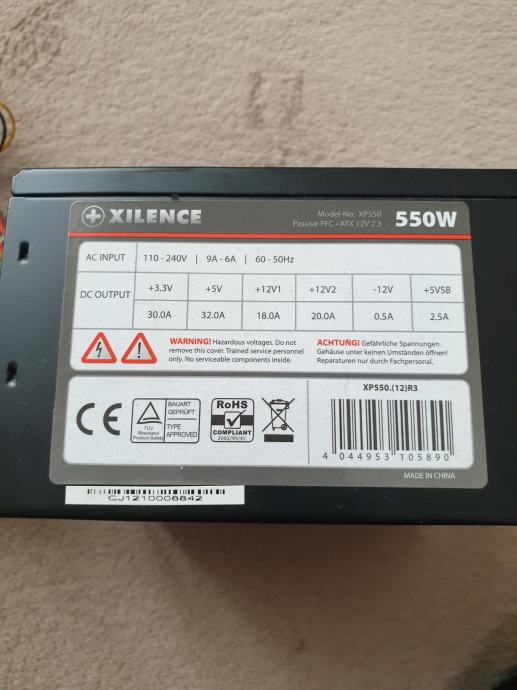 XILENCE
Model-No: XP550
Passive PFC • ATX 12V 2.3
550W
AC INPUT 110 - 240V | 9A - 6A | 60 - 50Hz
DC OUTPUT +3.3V +5V +12V1 +12V2 -12V +5VSB
30.0A 32.0A 18.0A 20.0A 0.5A 2.5A
WARNING! Hazardous voltages. Do not
remove this cover. Trained service personnel
only. No serviceable components inside.
ACHTUNG! Gefährliche Spannungen.
Gehäuse unter keinen Umständen öffnen!
Reparaturen nur durch Fachpersonal.
CE
TÜV
Rheinland
Product Safety
BAUART
GEPRÜFT
TYPE
APPROVED
RoHS
COMPLIANT
2002/95/EC
XP550.(12)R3
4 044953 105890
MADE IN CHINA
CJ1210008842